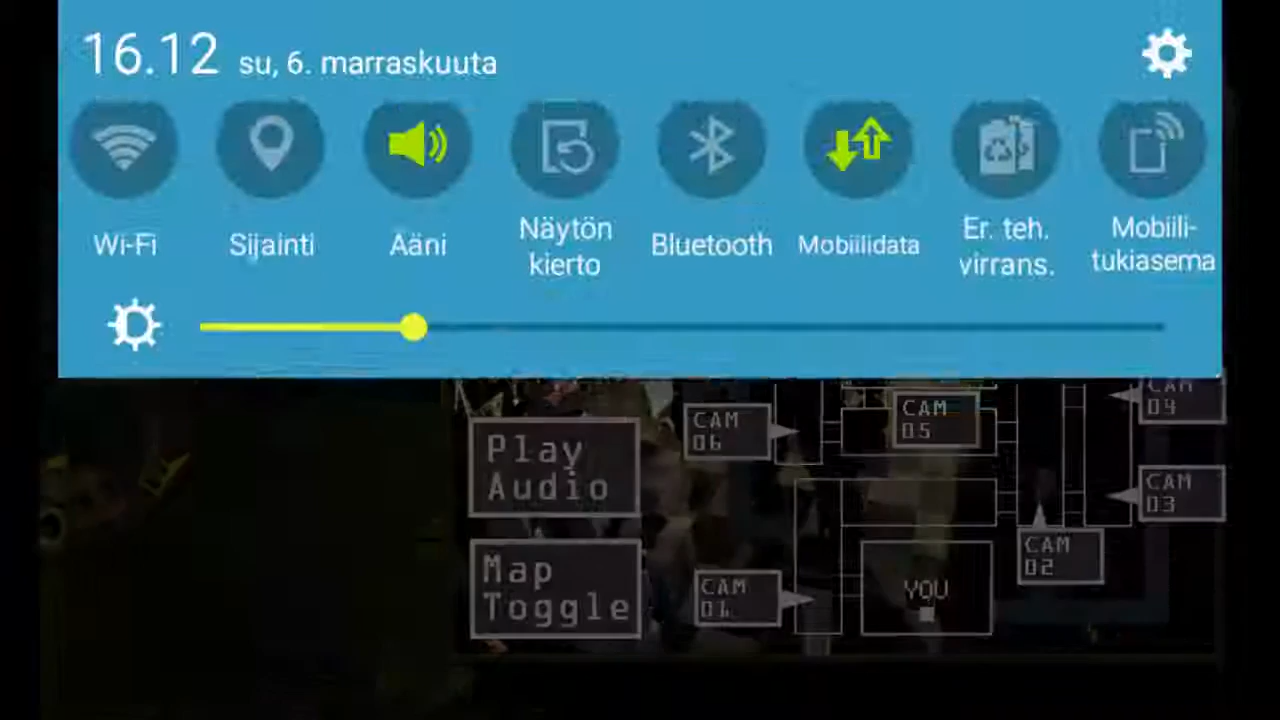 16.12 su, 6. marraskuuta
Wi-Fi
Sijainti
Ääni
Näytön
kierto
Bluetooth
Mobiilidata
Er. teh.
virrans.
Mobiili-
tukiasema
Play
Audio
Map
Toggle
CAM
06
CAM
05
CAM
04
CAM
03
CAM
02
CAM
01
YOU